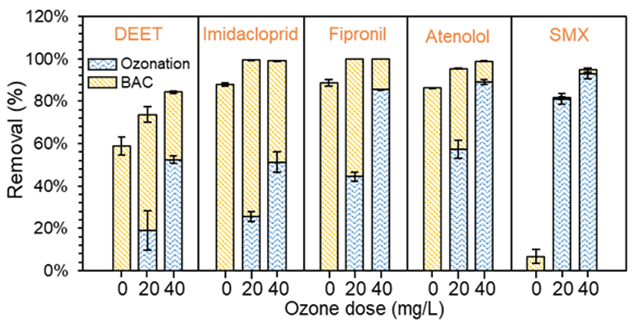 120%
100%
80%
60%
40%
20%
0%
Removal (%)
DEET
Imidacloprid
Fipronil
Atenolol
SMX
Ozonation
BAC
0 20 40 0 20 40 0 20 40 0 20 40 0 20 40
Ozone dose (mg/L)